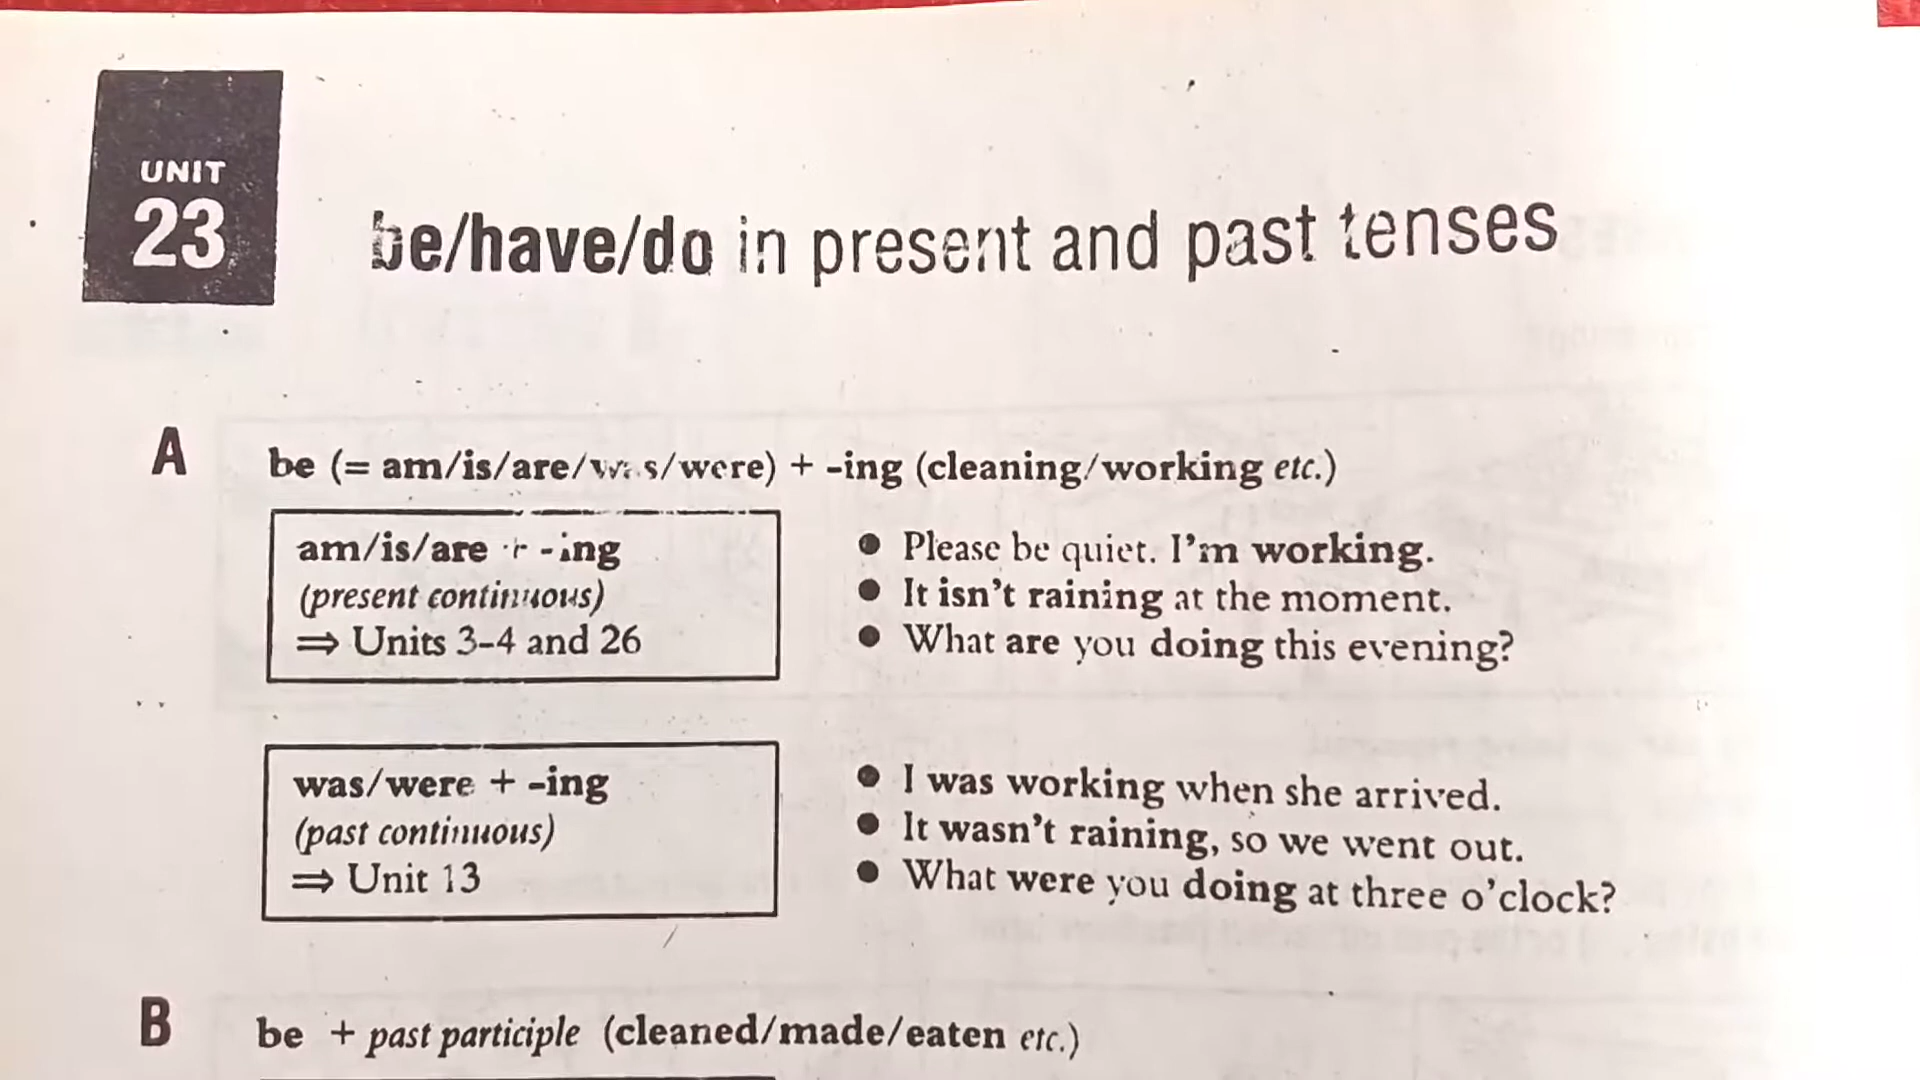 UNIT
23
be/have/do in present and past tenses
A
be (= am/is/are/was/were) + -ing (cleaning/working etc.)
am/is/are + -ing
(present continuous)
⇒ Units 3–4 and 26
● Please be quiet. I'm working.
● It isn't raining at the moment.
● What are you doing this evening?
was/were + -ing
(past continuous)
⇒ Unit 13
● I was working when she arrived.
● It wasn't raining, so we went out.
● What were you doing at three o'clock?
B
be + past participle (cleaned/made/eaten etc.)